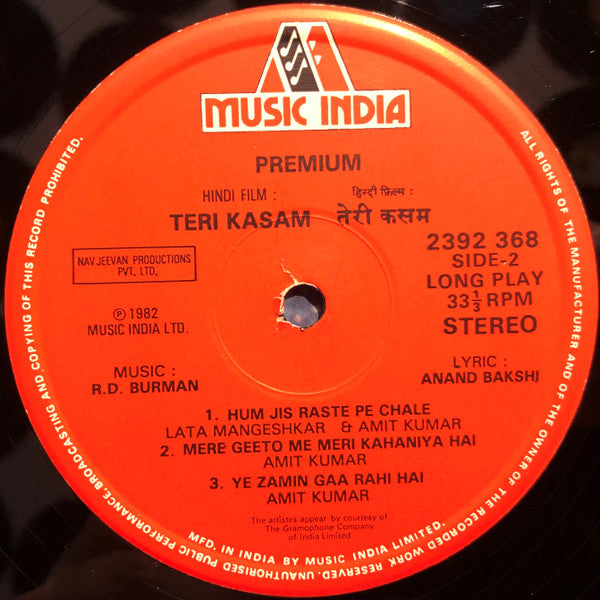 MUSIC INDIA
PREMIUM
HINDI FILM : हिन्दी फ़िल्म :
TERI KASAM तेरी कसम
NAVJEEVAN PRODUCTIONS
PVT. LTD.
2392 368
SIDE-2
LONG PLAY
33 1/3 RPM
STEREO
℗ 1982
MUSIC INDIA LTD.
MUSIC :
R.D. BURMAN
LYRIC :
ANAND BAKSHI
1. HUM JIS RASTE PE CHALE
LATA MANGESHKAR & AMIT KUMAR
2. MERE GEETO ME MERI KAHANIYA HAI
AMIT KUMAR
3. YE ZAMIN GAA RAHI HAI
AMIT KUMAR
The artistes appear by courtesy of
The Gramophone Company
of India Limited
MFD. IN INDIA BY MUSIC INDIA LIMITED.
ALL RIGHTS OF THE MANUFACTURER AND OF THE OWNER OF THE RECORDED WORK RESERVED. UNAUTHORISED PUBLIC PERFORMANCE BROADCASTING AND COPYING OF THIS RECORD PROHIBITED.